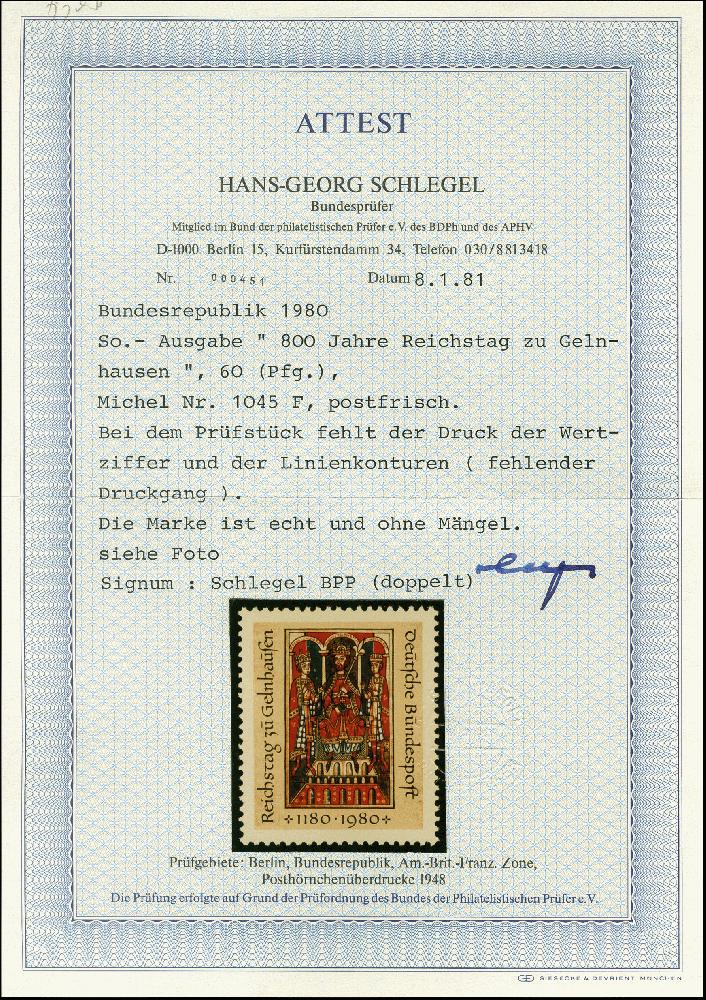 ATTEST
HANS-GEORG SCHLEGEL
Bundesprüfer
Mitglied im Bund der philatelistischen Prüfer e.V. des BDPh und des APHV
D-1000 Berlin 15, Kurfürstendamm 34, Telefon 030/8813418
Nr. 000451 Datum 8.1.81
Bundesrepublik 1980
So.- Ausgabe " 800 Jahre Reichstag zu Geln-
hausen ", 60 (Pfg.),
Michel Nr. 1045 F, postfrisch.
Bei dem Prüfstück fehlt der Druck der Wert-
ziffer und der Linienkonturen ( fehlender
Druckgang ).
Die Marke ist echt und ohne Mängel.
siehe Foto
Signum : Schlegel BPP (doppelt)
Reichstag zu Gelnhausen
Deutsche Bundespost
+1180·1980+
Prüfgebiete: Berlin, Bundesrepublik, Am.-Brit.-Franz. Zone,
Posthörnchenüberdrucke 1948
Die Prüfung erfolgte auf Grund der Prüfordnung des Bundes der Philatelistischen Prüfer e.V.
GIESECKE & DEVRIENT MÜNCHEN